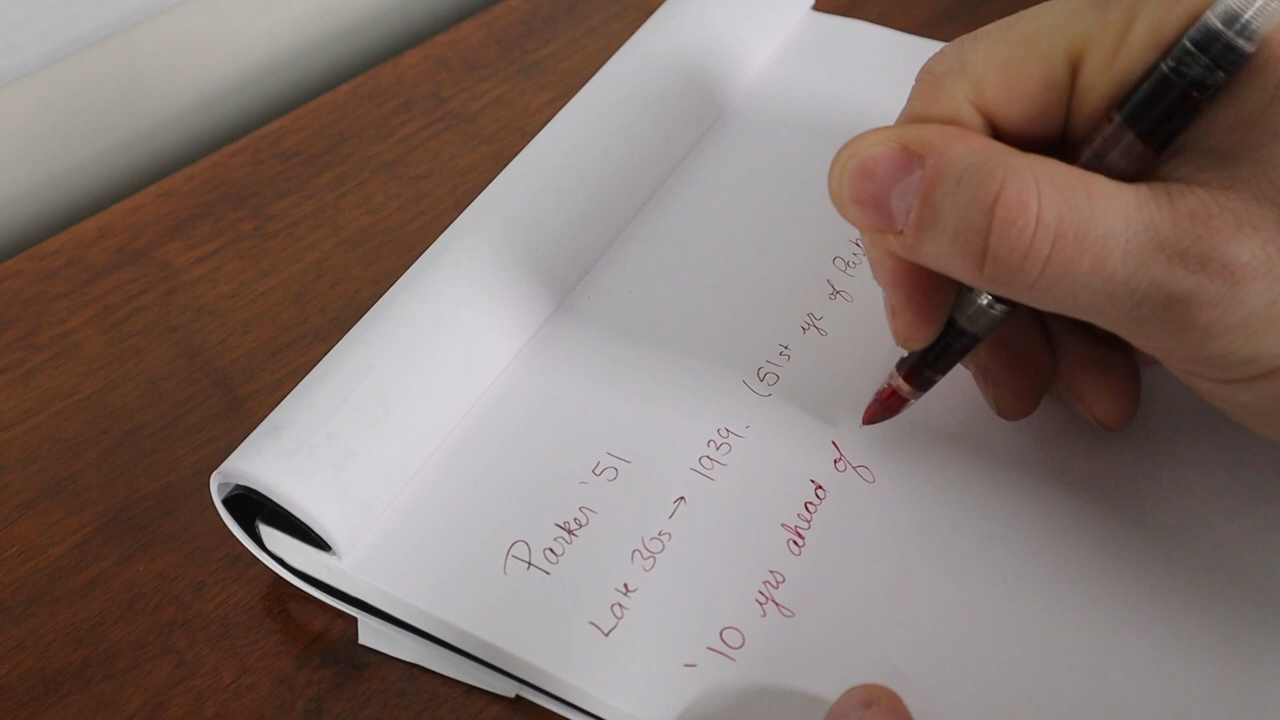 Parker '51
Late 30s → 1939. (51st yr of
'10 yrs ahead of